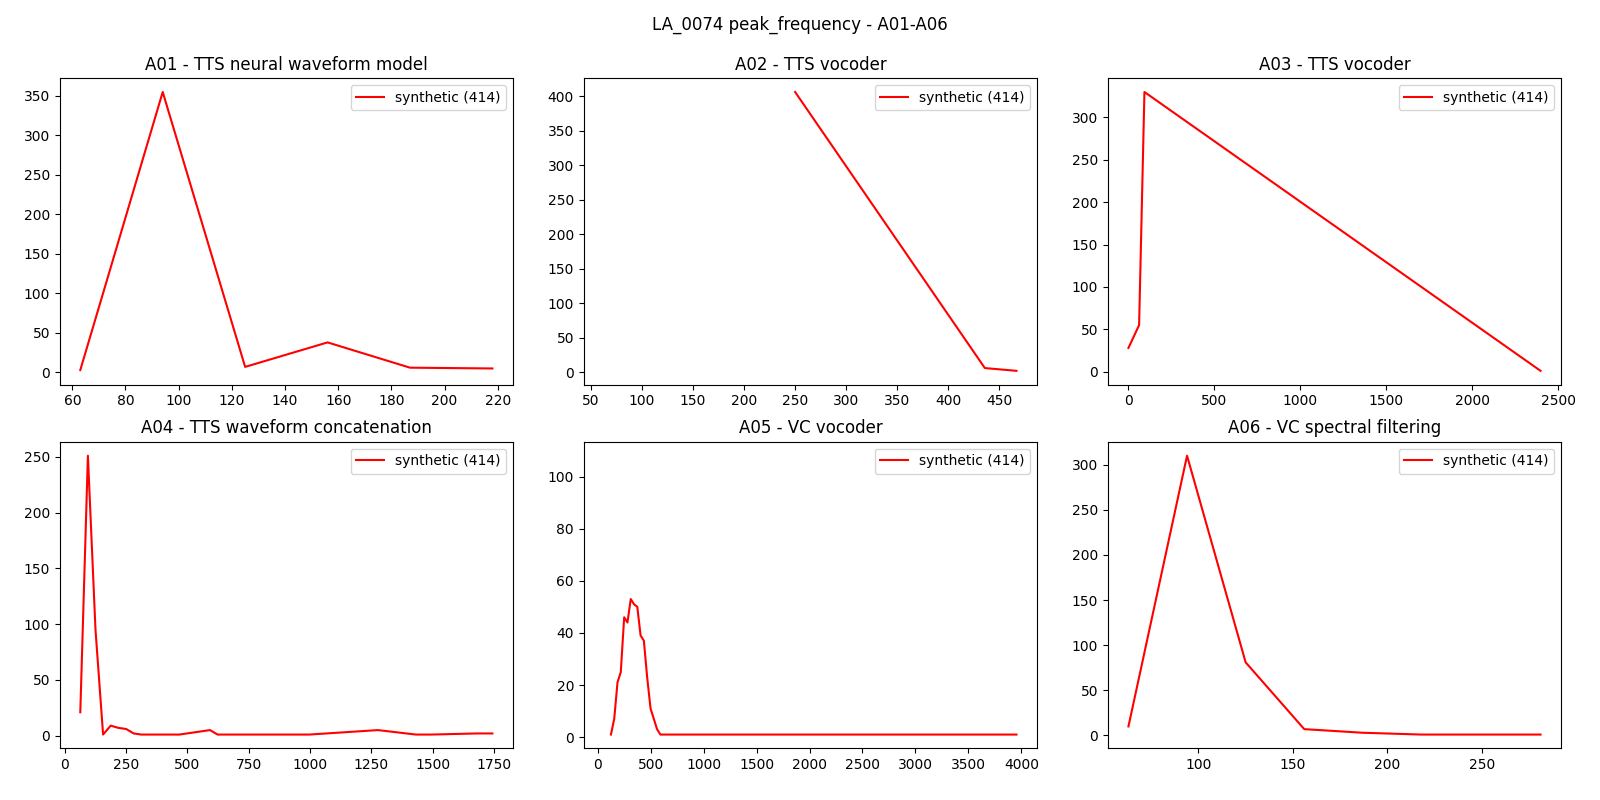 LA_0074 peak_frequency - A01-A06
A01 - TTS neural waveform model
synthetic (414)
350
300
250
200
150
100
50
0
60 80 100 120 140 160 180 200 220
A02 - TTS vocoder
synthetic (414)
400
350
300
250
200
150
100
50
0
50 100 150 200 250 300 350 400 450
A03 - TTS vocoder
synthetic (414)
300
250
200
150
100
50
0
0 500 1000 1500 2000 2500
A04 - TTS waveform concatenation
synthetic (414)
250
200
150
100
50
0
0 250 500 750 1000 1250 1500 1750
A05 - VC vocoder
synthetic (414)
100
80
60
40
20
0
0 500 1000 1500 2000 2500 3000 3500 4000
A06 - VC spectral filtering
synthetic (414)
300
250
200
150
100
50
0
100 150 200 250